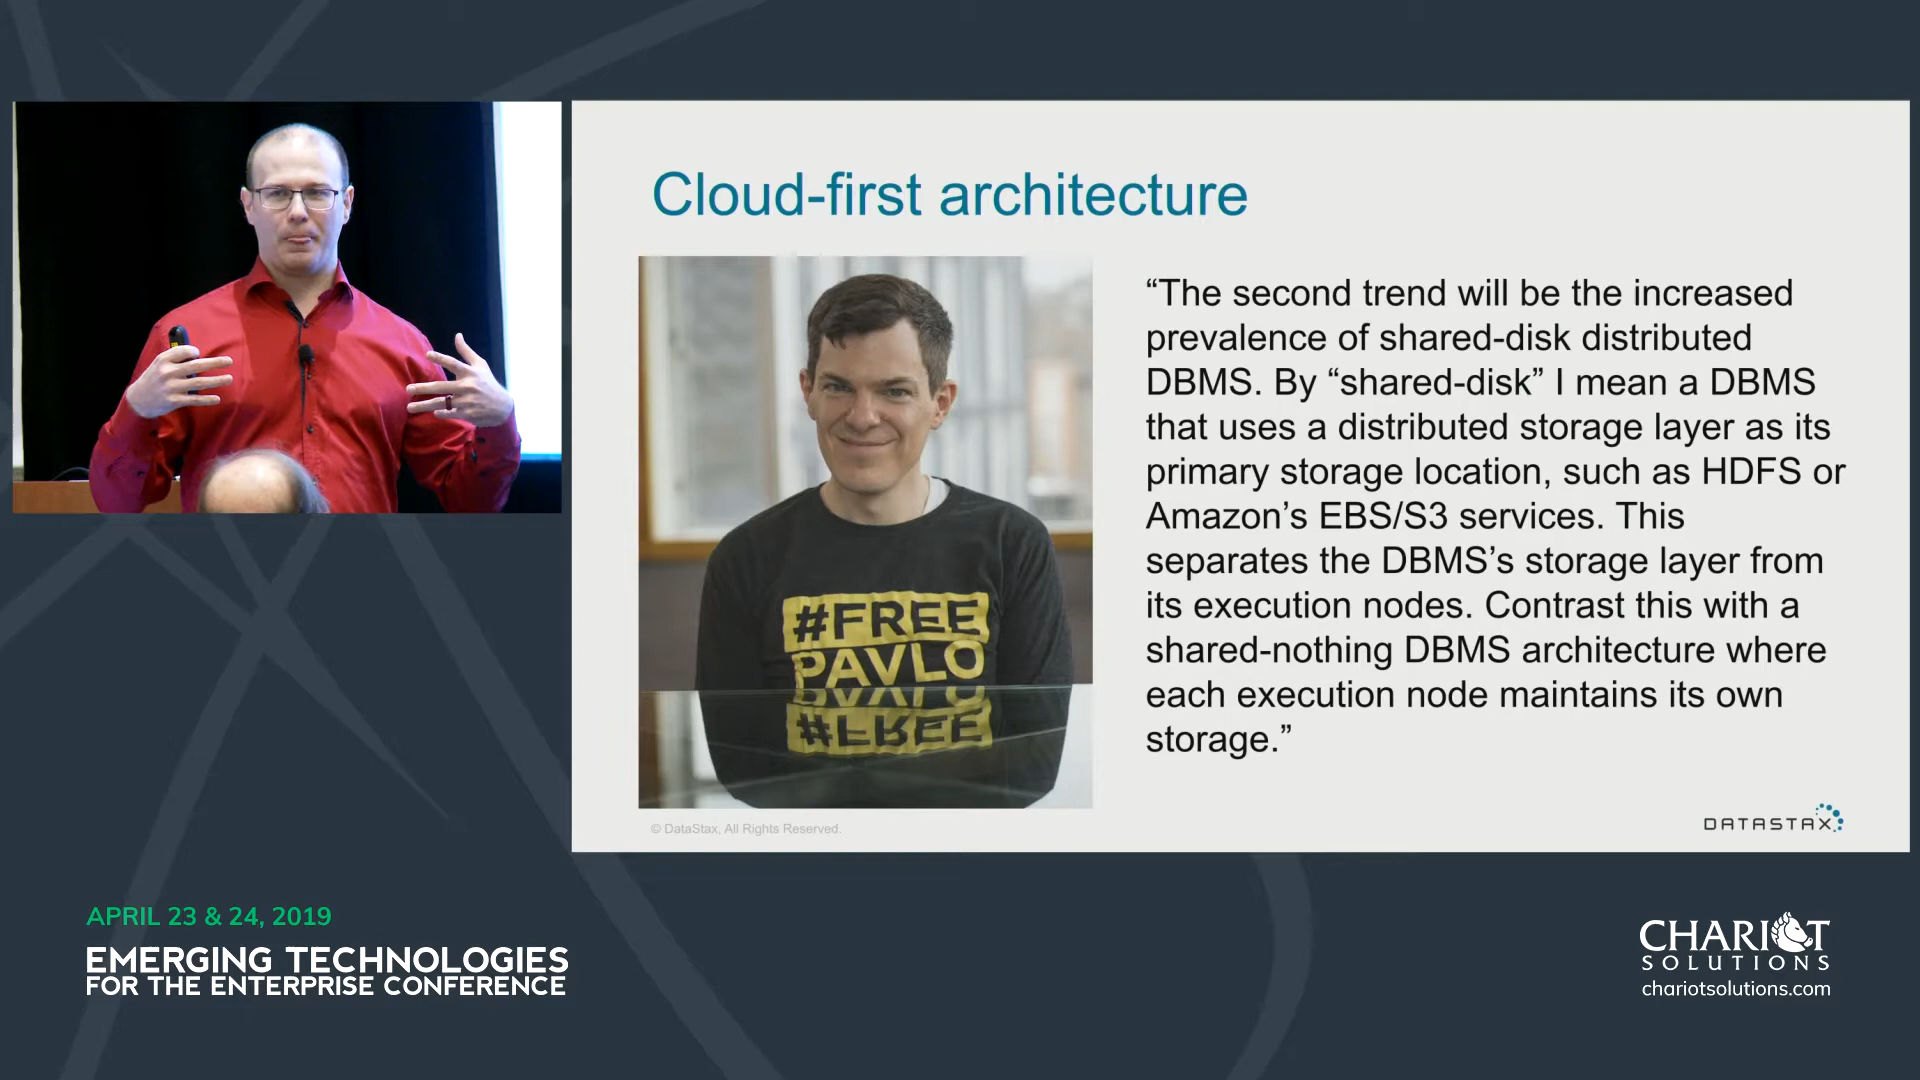 Cloud-first architecture
#FREE
PAVLO
“The second trend will be the increased
prevalence of shared-disk distributed
DBMS. By “shared-disk” I mean a DBMS
that uses a distributed storage layer as its
primary storage location, such as HDFS or
Amazon’s EBS/S3 services. This
separates the DBMS’s storage layer from
its execution nodes. Contrast this with a
shared-nothing DBMS architecture where
each execution node maintains its own
storage.”
© DataStax, All Rights Reserved.
DATASTAX
APRIL 23 & 24, 2019
EMERGING TECHNOLOGIES
FOR THE ENTERPRISE CONFERENCE
CHARIOT
SOLUTIONS
chariotsolutions.com